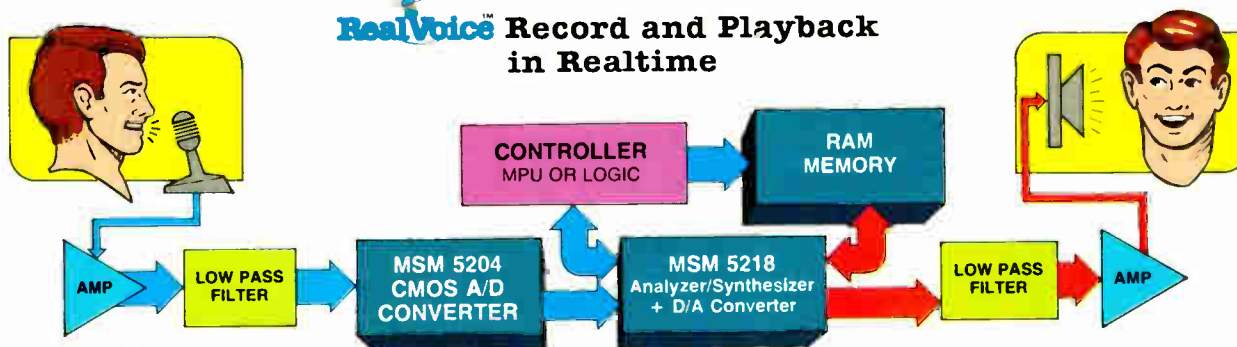 RealVoice™ Record and Playback
in Realtime
CONTROLLER
MPU OR LOGIC
RAM
MEMORY
AMP
LOW PASS
FILTER
MSM 5204
CMOS A/D
CONVERTER
MSM 5218
Analyzer/Synthesizer
+ D/A Converter
LOW PASS
FILTER
AMP